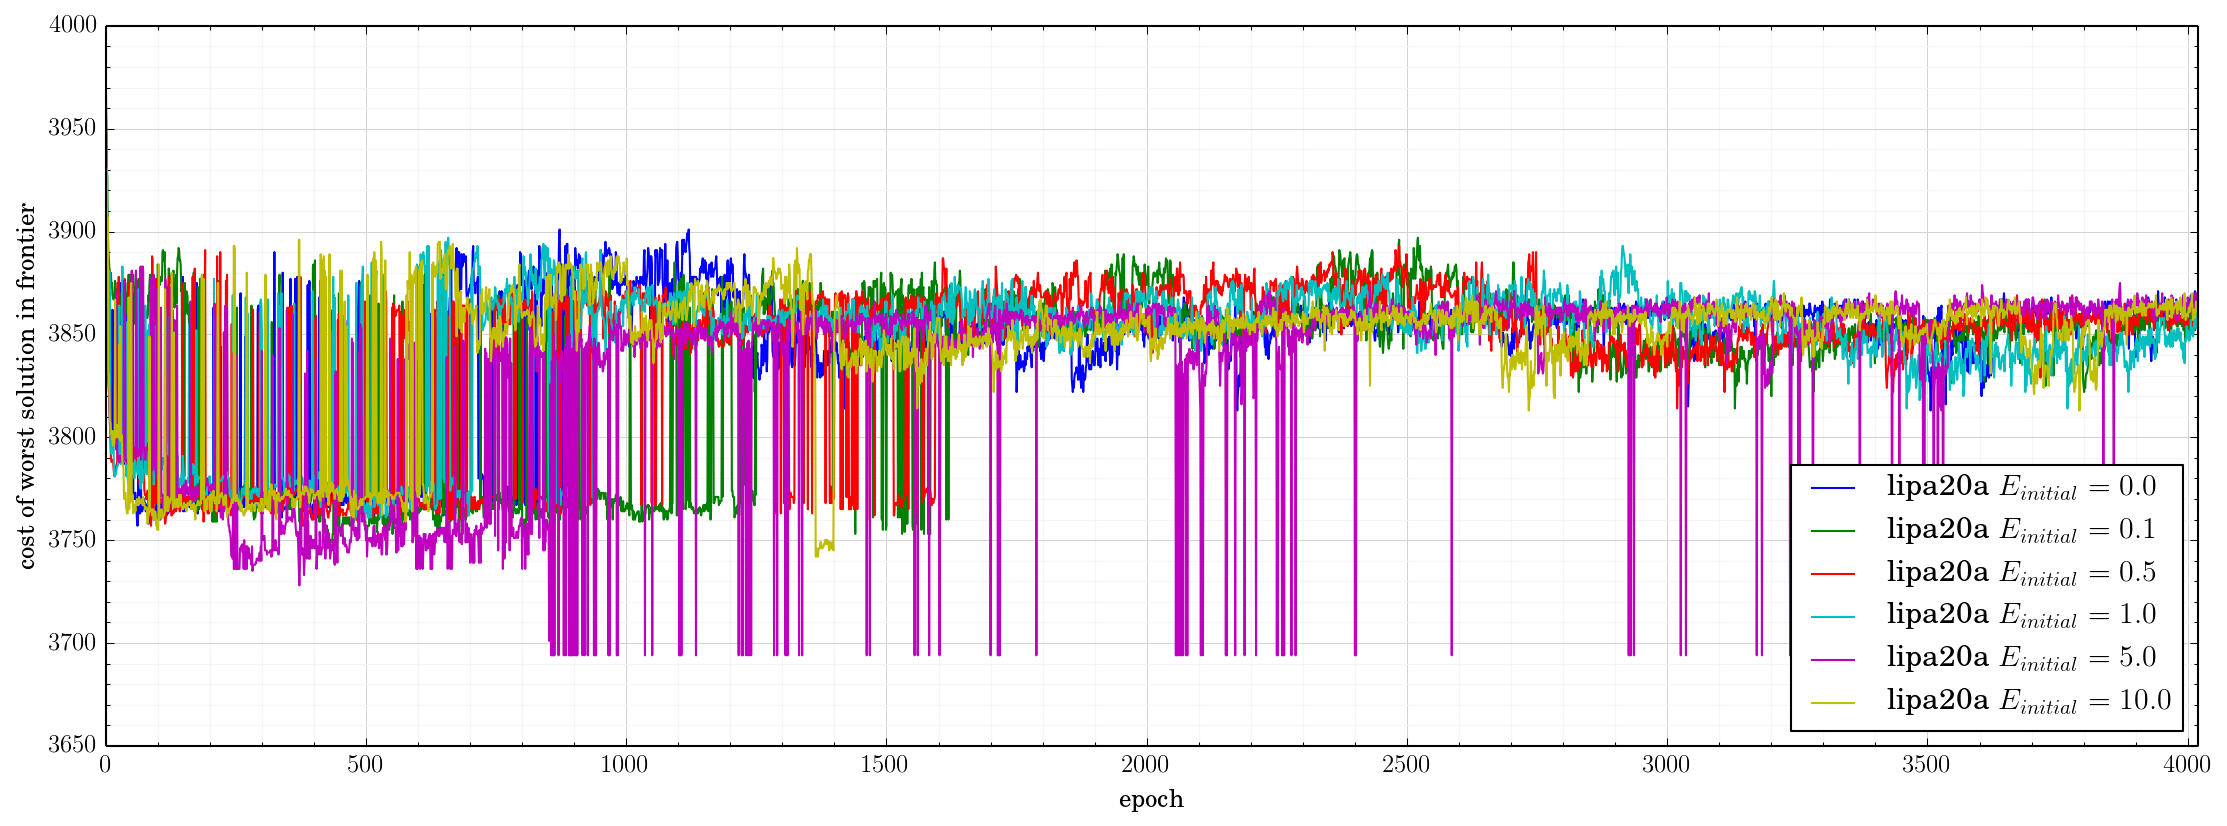 4000
3950
3900
3850
3800
3750
3700
3650
cost of worst solution in frontier
0 500 1000 1500 2000 2500 3000 3500 4000
epoch
lipa20a E_initial = 0.0
lipa20a E_initial = 0.1
lipa20a E_initial = 0.5
lipa20a E_initial = 1.0
lipa20a E_initial = 5.0
lipa20a E_initial = 10.0